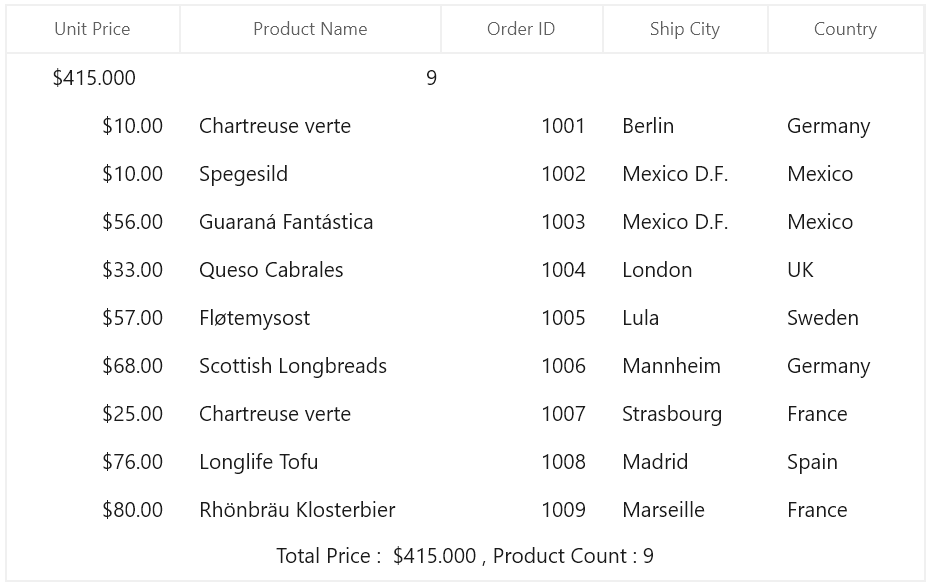 Unit Price Product Name Order ID Ship City Country
$415.000 9
$10.00 Chartreuse verte 1001 Berlin Germany
$10.00 Spegesild 1002 Mexico D.F. Mexico
$56.00 Guaraná Fantástica 1003 Mexico D.F. Mexico
$33.00 Queso Cabrales 1004 London UK
$57.00 Fløtemysost 1005 Lula Sweden
$68.00 Scottish Longbreads 1006 Mannheim Germany
$25.00 Chartreuse verte 1007 Strasbourg France
$76.00 Longlife Tofu 1008 Madrid Spain
$80.00 Rhönbräu Klosterbier 1009 Marseille France
Total Price :  $415.000 , Product Count : 9